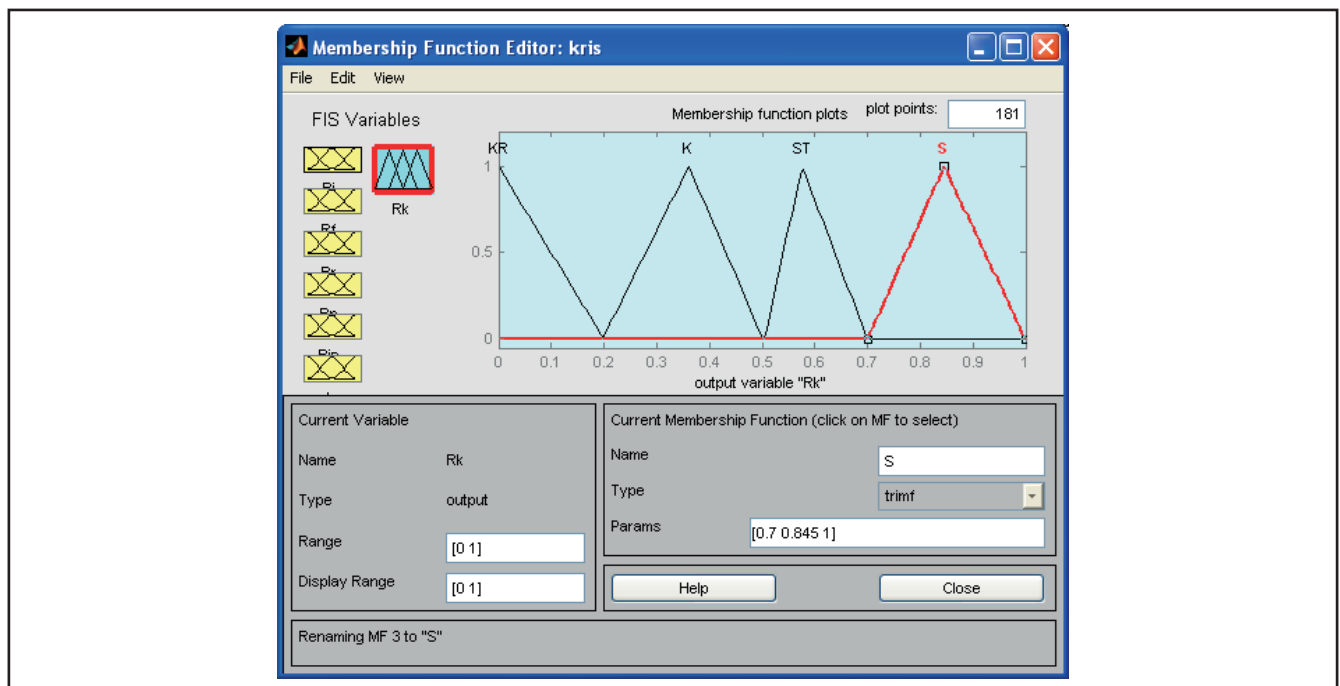 Membership Function Editor: kris
File Edit View
FIS Variables
Membership function plots plot points: 181
Rk
KR K ST S
1
0.5
0
0 0.1 0.2 0.3 0.4 0.5 0.6 0.7 0.8 0.9 1
output variable "Rk"
Current Variable
Name Rk
Type output
Range [0 1]
Display Range [0 1]
Current Membership Function (click on MF to select)
Name S
Type trimf
Params [0.7 0.845 1]
Help Close
Renaming MF 3 to "S"